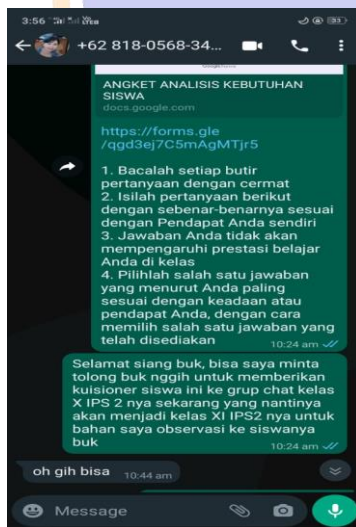 3:56
+62 818-0568-34...
ANGKET ANALISIS KEBUTUHAN
SISWA
docs.google.com
https://forms.gle
/qgd3ej7C5mAgMTjr5
1. Bacalah setiap butir
pertanyaan dengan cermat
2. Isilah pertanyaan berikut
dengan sebenar-benarnya sesuai
dengan Pendapat Anda sendiri
3. Jawaban Anda tidak akan
mempengaruhi prestasi belajar
Anda di kelas
4. Pilihlah salah satu jawaban
yang menurut Anda paling
sesuai dengan keadaan atau
pendapat Anda, dengan cara
memilih salah satu jawaban yang
telah disediakan
10:24 am
Selamat siang buk, bisa saya minta
tolong buk nggih untuk memberikan
kuisioner siswa ini ke grup chat kelas
X IPS 2 nya sekarang yang nantinya
akan menjadi kelas XI IPS2 nya untuk
bahan saya observasi ke siswanya
buk
10:24 am
oh gih bisa 10:44 am
Message